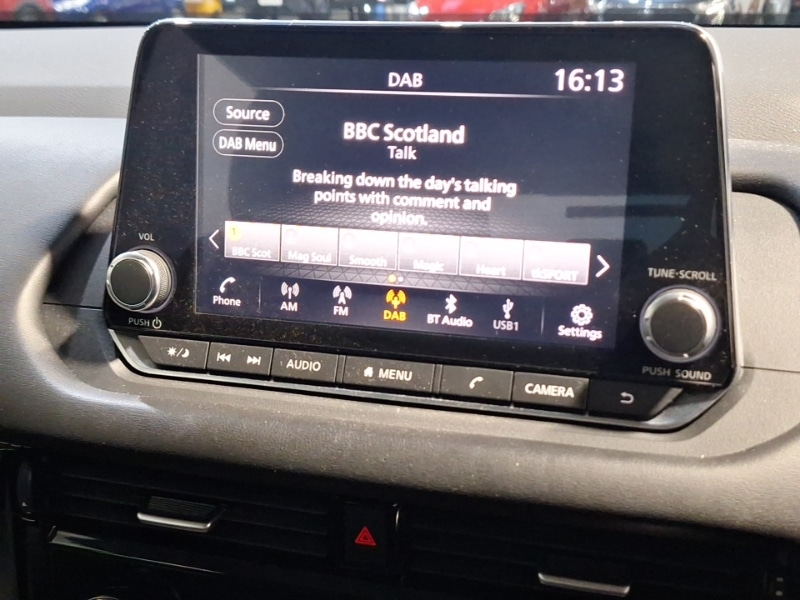 DAB
16:13
Source
BBC Scotland
DAB Menu
Talk
Breaking down the day's talking
points with comment and
opinion.
1
BBC Scot
Mag Soul
Smooth
Magic
Heart
talkSPORT
Phone
AM
FM
DAB
BT Audio
USB1
Settings
VOL
PUSH
TUNE·SCROLL
PUSH SOUND
AUDIO
MENU
CAMERA